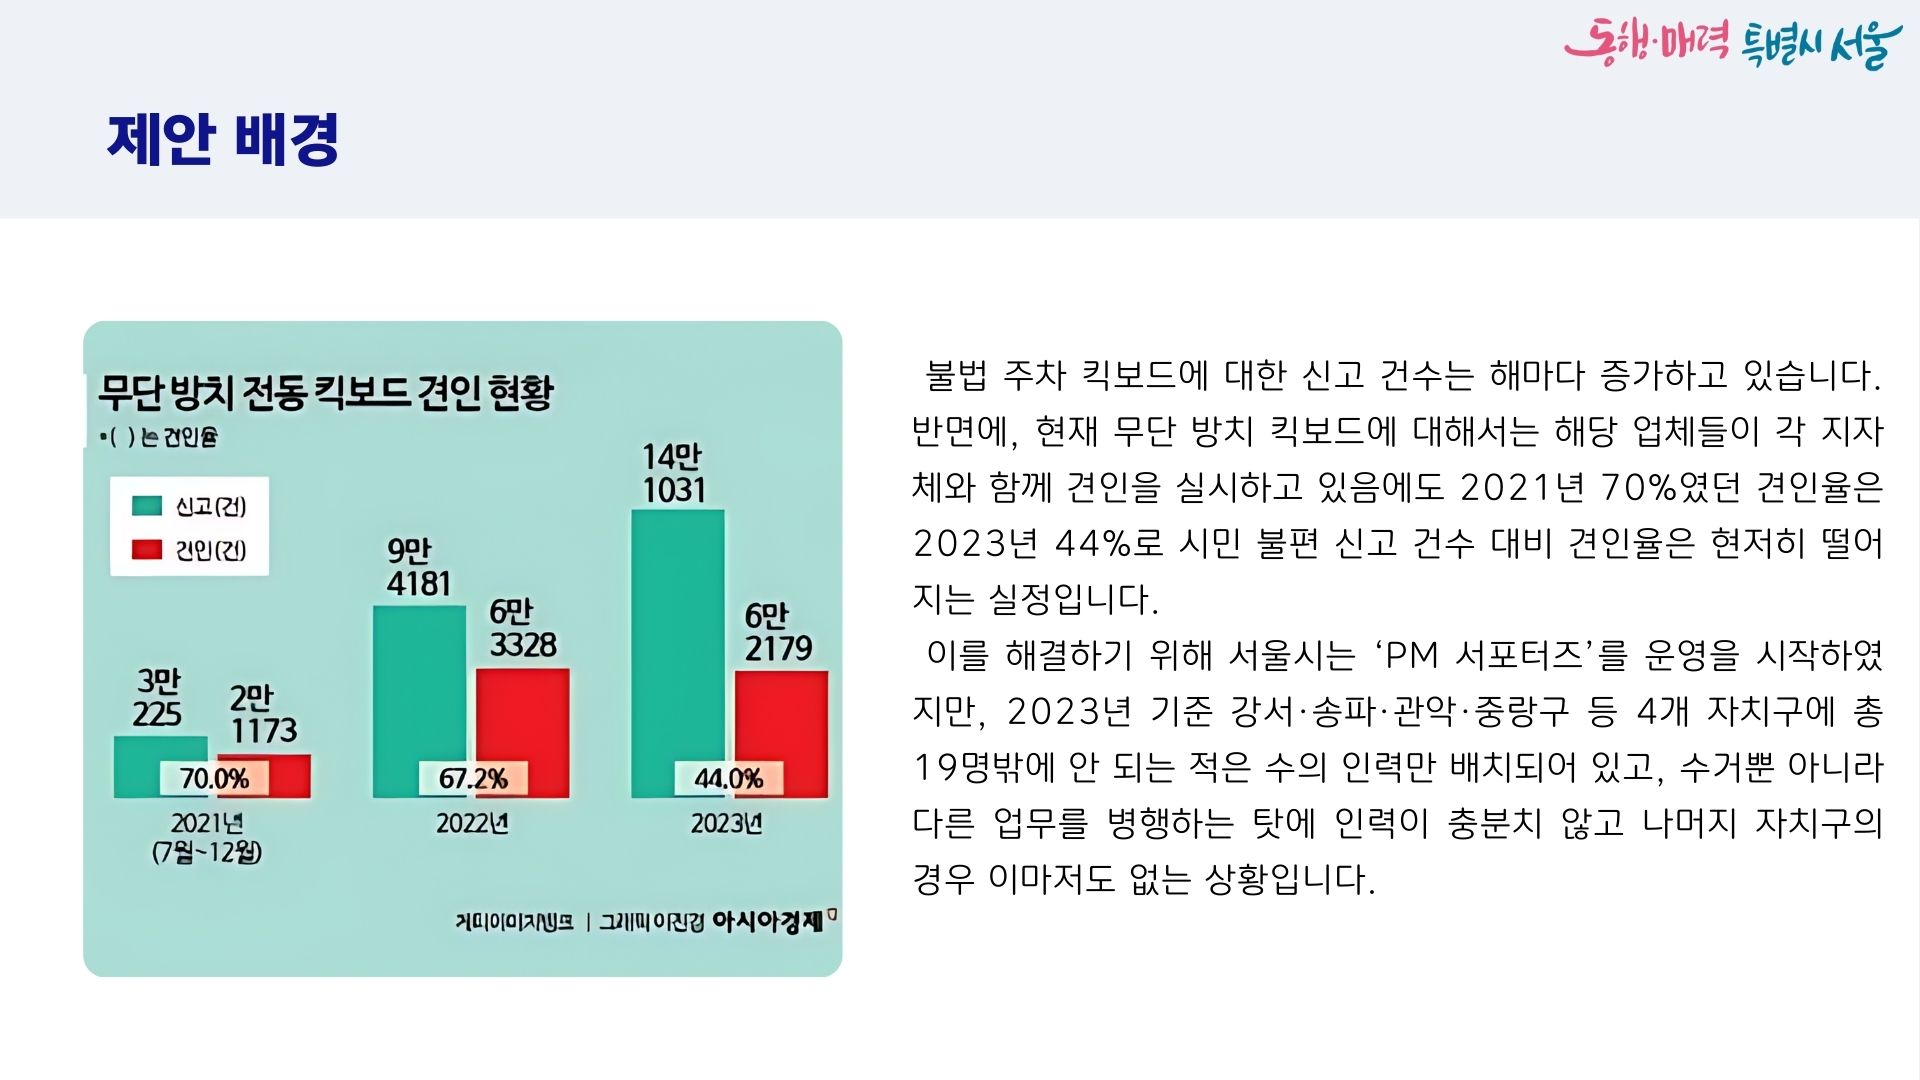 동행·매력 특별시 서울
제안 배경
무단 방치 전동 킥보드 견인 현황
▪( )는 견인율
신고(건)
견인(건)
3만
225
2만
1173
70.0%
2021년
(7월~12월)
9만
4181
6만
3328
67.2%
2022년
14만
1031
6만
2179
44.0%
2023년
아시아경제
불법 주차 킥보드에 대한 신고 건수는 해마다 증가하고 있습니다.
반면에, 현재 무단 방치 킥보드에 대해서는 해당 업체들이 각 지자
체와 함께 견인을 실시하고 있음에도 2021년 70%였던 견인율은
2023년 44%로 시민 불편 신고 건수 대비 견인율은 현저히 떨어
지는 실정입니다.
이를 해결하기 위해 서울시는 ‘PM 서포터즈’를 운영을 시작하였
지만, 2023년 기준 강서·송파·관악·중랑구 등 4개 자치구에 총
19명밖에 안 되는 적은 수의 인력만 배치되어 있고, 수거뿐 아니라
다른 업무를 병행하는 탓에 인력이 충분치 않고 나머지 자치구의
경우 이마저도 없는 상황입니다.